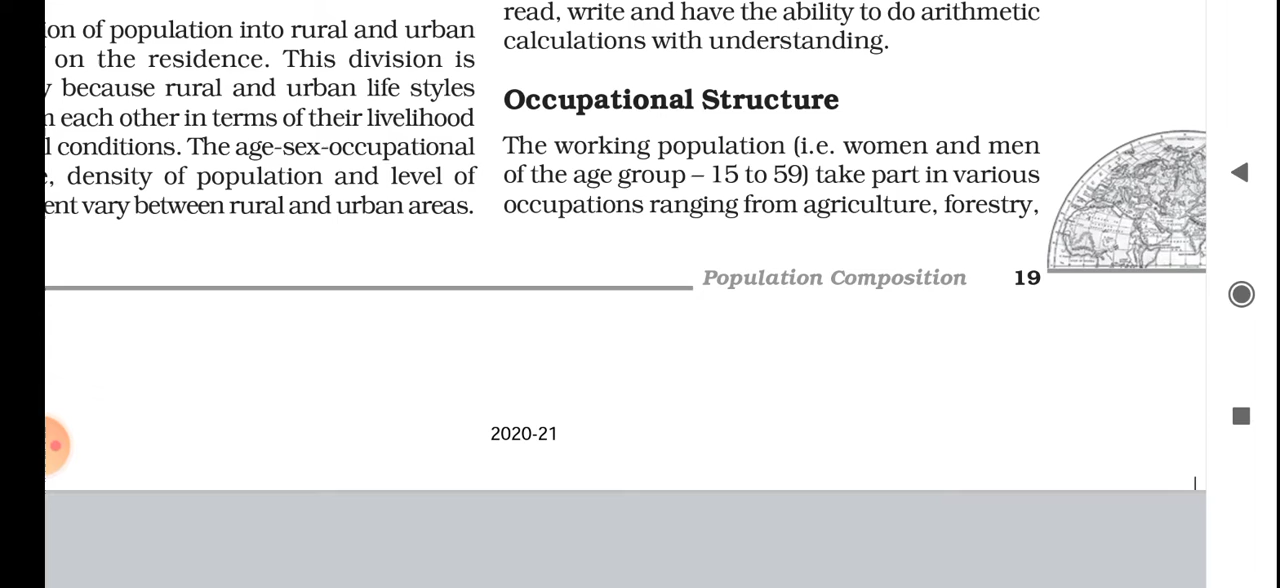 on of population into rural and urban
on the residence. This division is
because rural and urban life styles
each other in terms of their livelihood
conditions. The age-sex-occupational
, density of population and level of
ent vary between rural and urban areas.
read, write and have the ability to do arithmetic
calculations with understanding.
Occupational Structure
The working population (i.e. women and men
of the age group – 15 to 59) take part in various
occupations ranging from agriculture, forestry,
Population Composition 19
2020-21